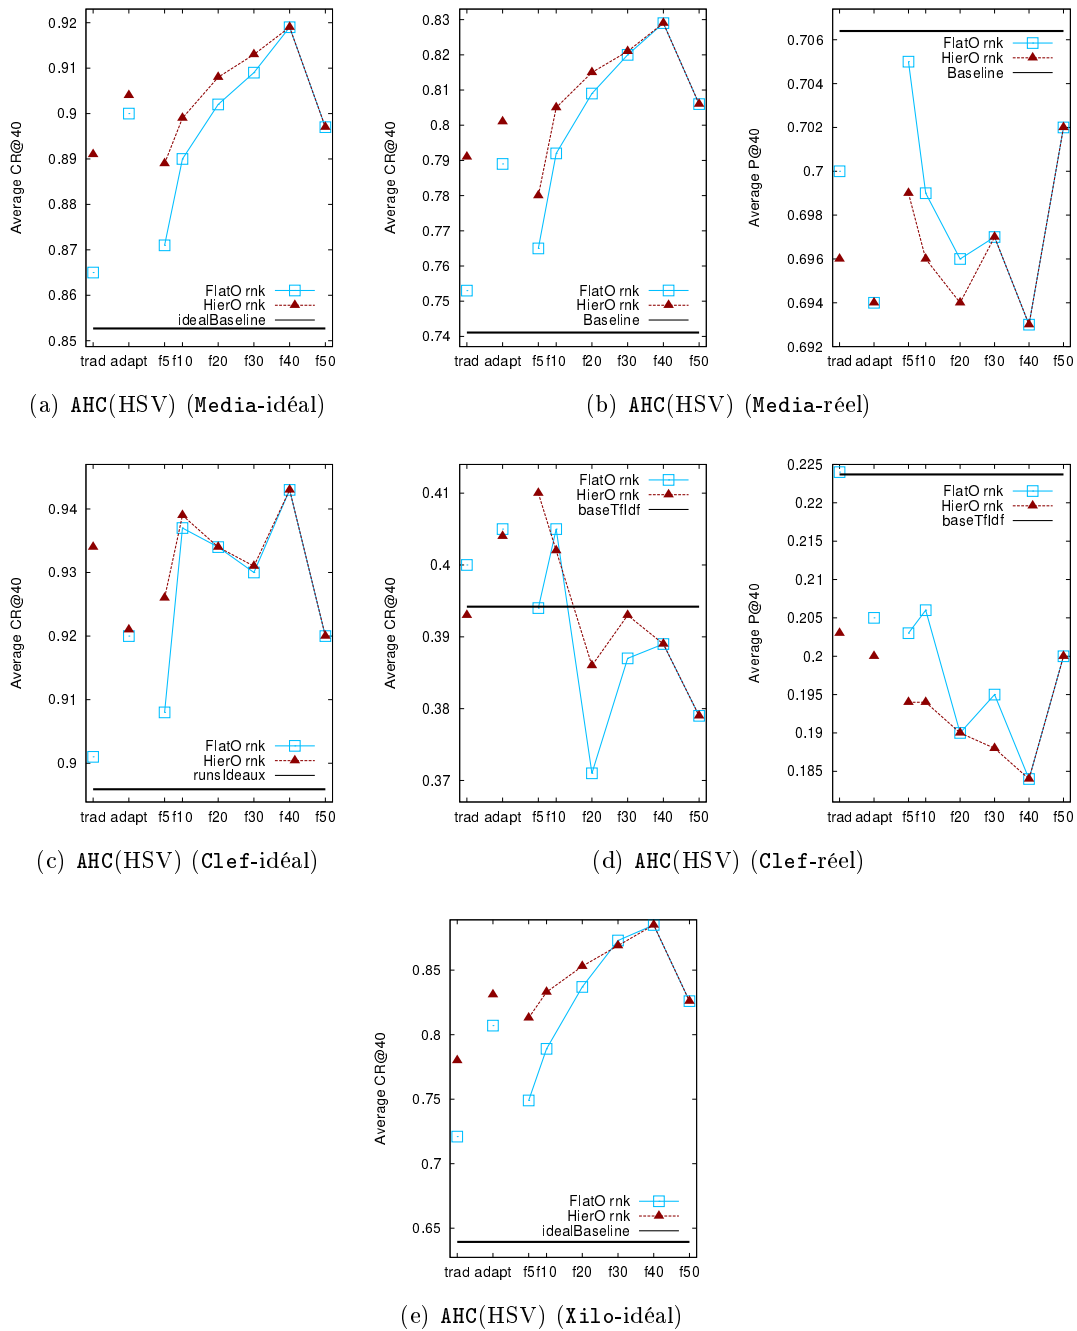 0.92
0.91
0.9
0.89
0.88
0.87
0.86
0.85
Average CR@40
FlatO rnk
HierO rnk
idealBaseline
trad adapt f5 f10 f20 f30 f40 f50
(a) AHC(HSV) (Media-idéal)
0.83
0.82
0.81
0.8
0.79
0.78
0.77
0.76
0.75
0.74
Average CR@40
FlatO rnk
HierO rnk
Baseline
trad adapt f5 f10 f20 f30 f40 f50
0.706
0.704
0.702
0.7
0.698
0.696
0.694
0.692
Average P@40
FlatO rnk
HierO rnk
Baseline
trad adapt f5 f10 f20 f30 f40 f50
(b) AHC(HSV) (Media-réel)
0.94
0.93
0.92
0.91
0.9
Average CR@40
FlatO rnk
HierO rnk
runsIdeaux
trad adapt f5 f10 f20 f30 f40 f50
(c) AHC(HSV) (Clef-idéal)
0.41
0.4
0.39
0.38
0.37
Average CR@40
FlatO rnk
HierO rnk
baseTfIdf
trad adapt f5 f10 f20 f30 f40 f50
0.225
0.22
0.215
0.21
0.205
0.2
0.195
0.19
0.185
Average P@40
FlatO rnk
HierO rnk
baseTfIdf
trad adapt f5 f10 f20 f30 f40 f50
(d) AHC(HSV) (Clef-réel)
0.85
0.8
0.75
0.7
0.65
Average CR@40
FlatO rnk
HierO rnk
idealBaseline
trad adapt f5 f10 f20 f30 f40 f50
(e) AHC(HSV) (Xilo-idéal)